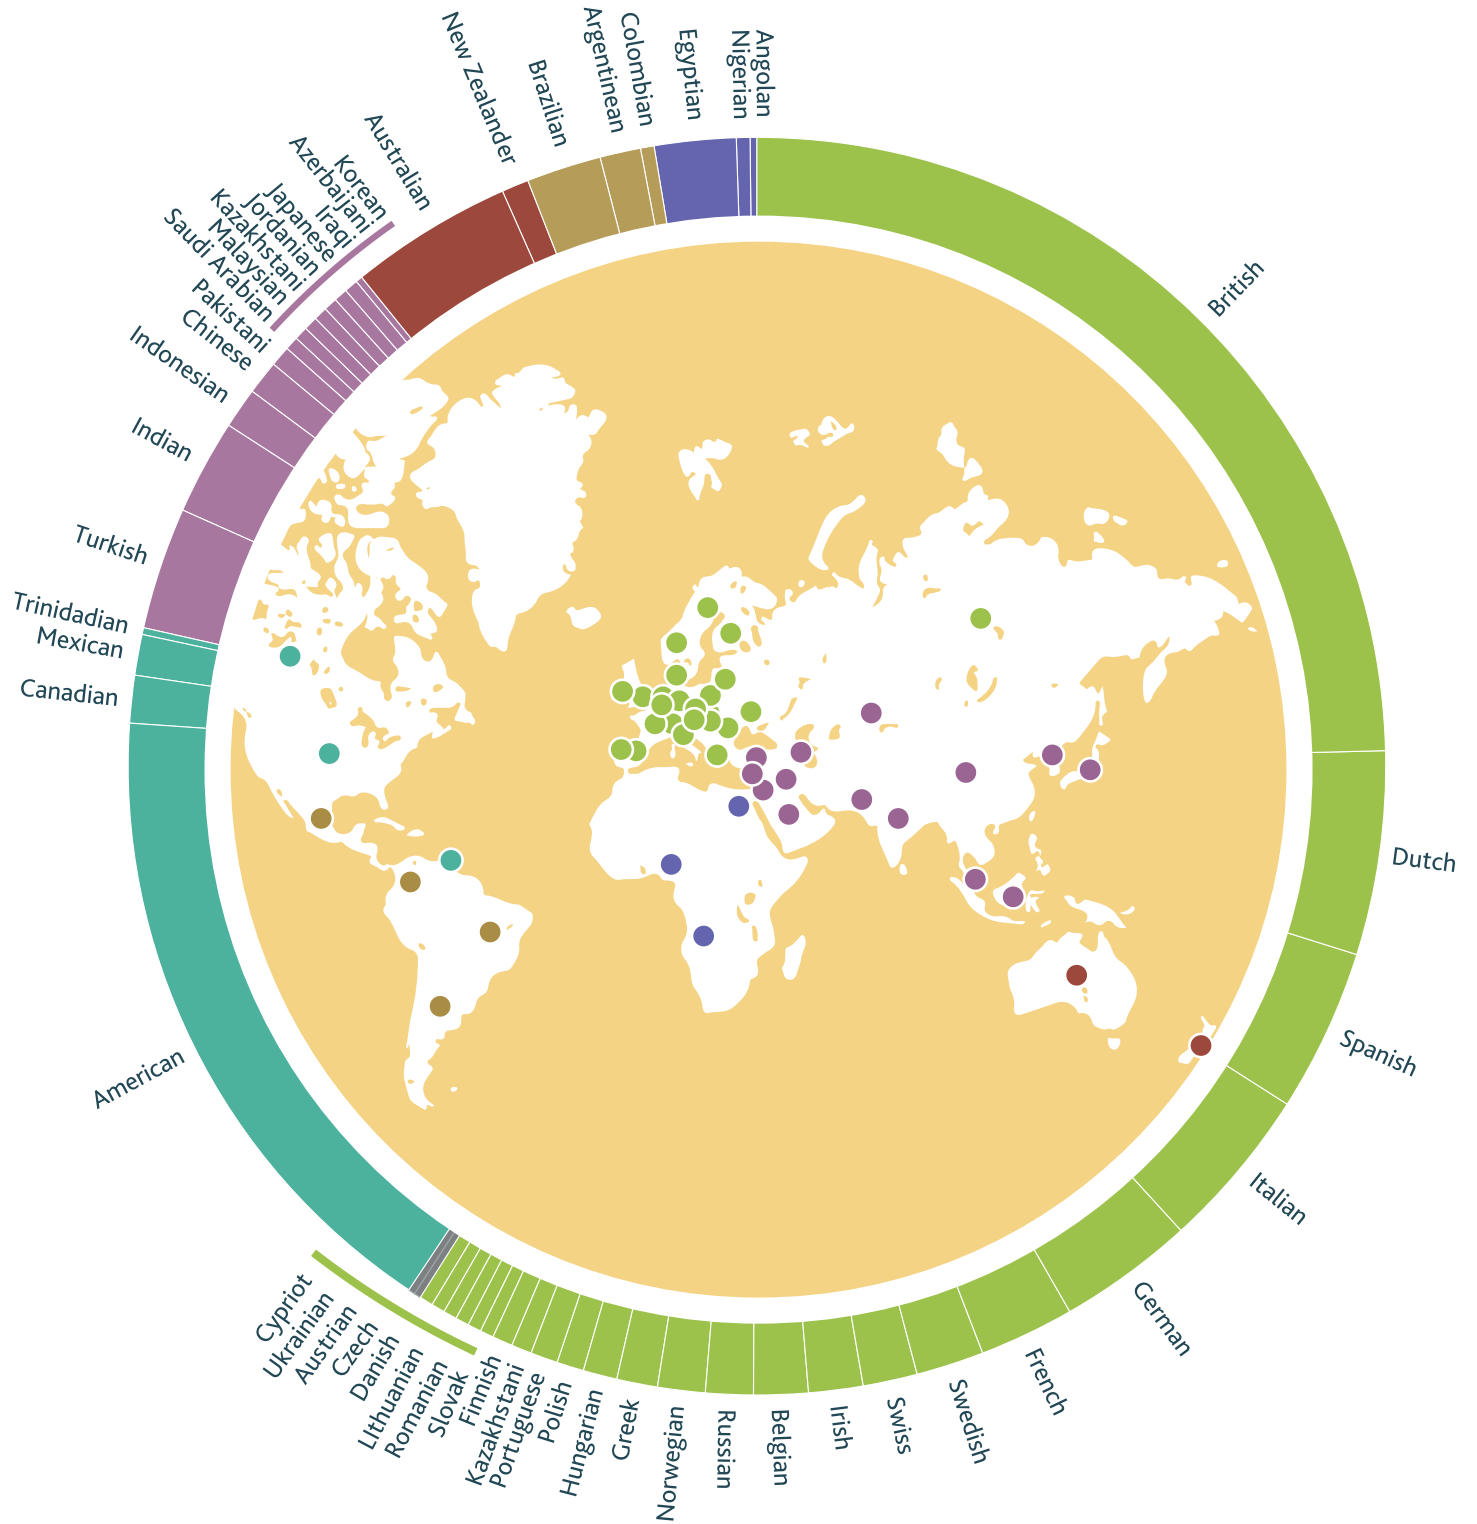 British
Dutch
Spanish
Italian
German
French
Swedish
Swiss
Irish
Belgian
Russian
Norwegian
Greek
Hungarian
Polish
Portuguese
Kazakhstani
Finnish
Slovak
Romanian
LIthuanian
Danish
Czech
Austrian
Ukrainian
Cypriot
American
Canadian
Mexican
Trinidadian
Turkish
Indian
Indonesian
Chinese
Pakistani
Saudi Arabian
Malaysian
Kazakhstani
Jordanian
Japanese
Iraqi
Azerbaijani
Korean
Australian
New Zealander
Brazilian
Argentinean
Colombian
Egyptian
Nigerian
Angolan